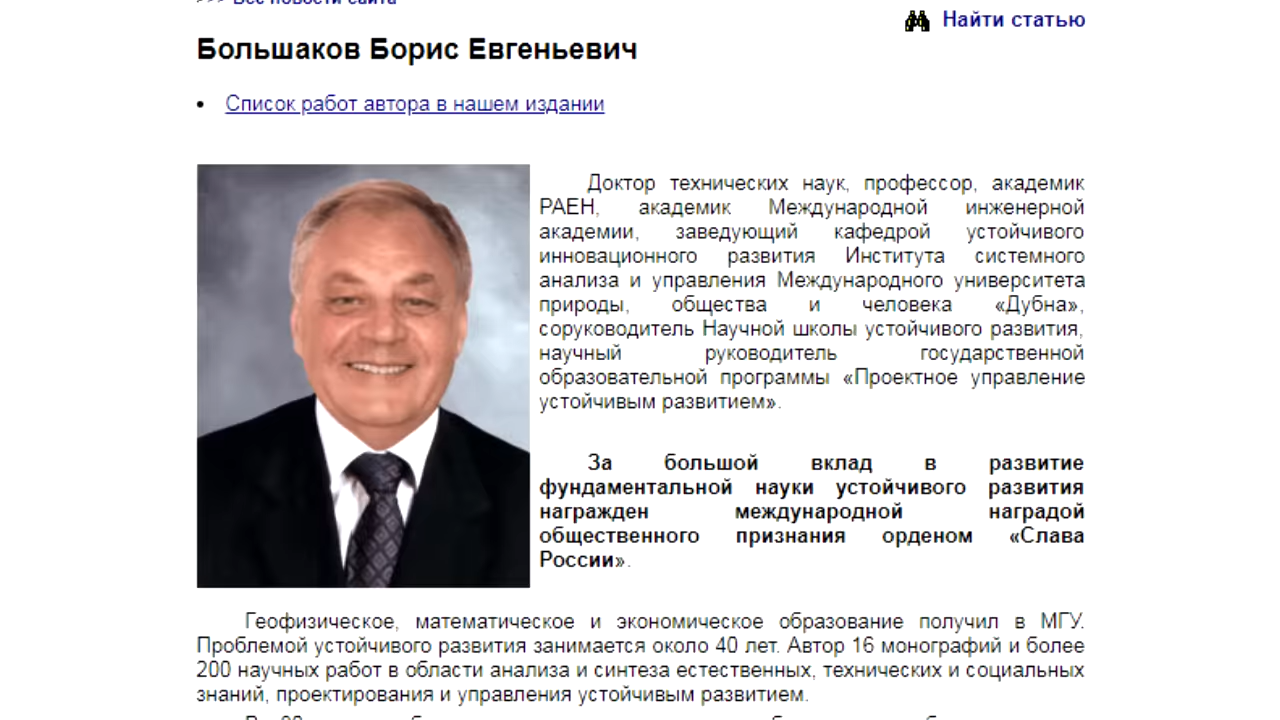 >>> Все новости сайта
Найти статью
Большаков Борис Евгеньевич
• Список работ автора в нашем издании
Доктор технических наук, профессор, академик
РАЕН, академик Международной инженерной
академии, заведующий кафедрой устойчивого
инновационного развития Института системного
анализа и управления Международного университета
природы, общества и человека «Дубна»,
соруководитель Научной школы устойчивого развития,
научный руководитель государственной
образовательной программы «Проектное управление
устойчивым развитием».
За большой вклад в развитие
фундаментальной науки устойчивого развития
награжден международной наградой
общественного признания орденом «Слава
России».
Геофизическое, математическое и экономическое образование получил в МГУ.
Проблемой устойчивого развития занимается около 40 лет. Автор 16 монографий и более
200 научных работ в области анализа и синтеза естественных, технических и социальных
знаний, проектирования и управления устойчивым развитием.